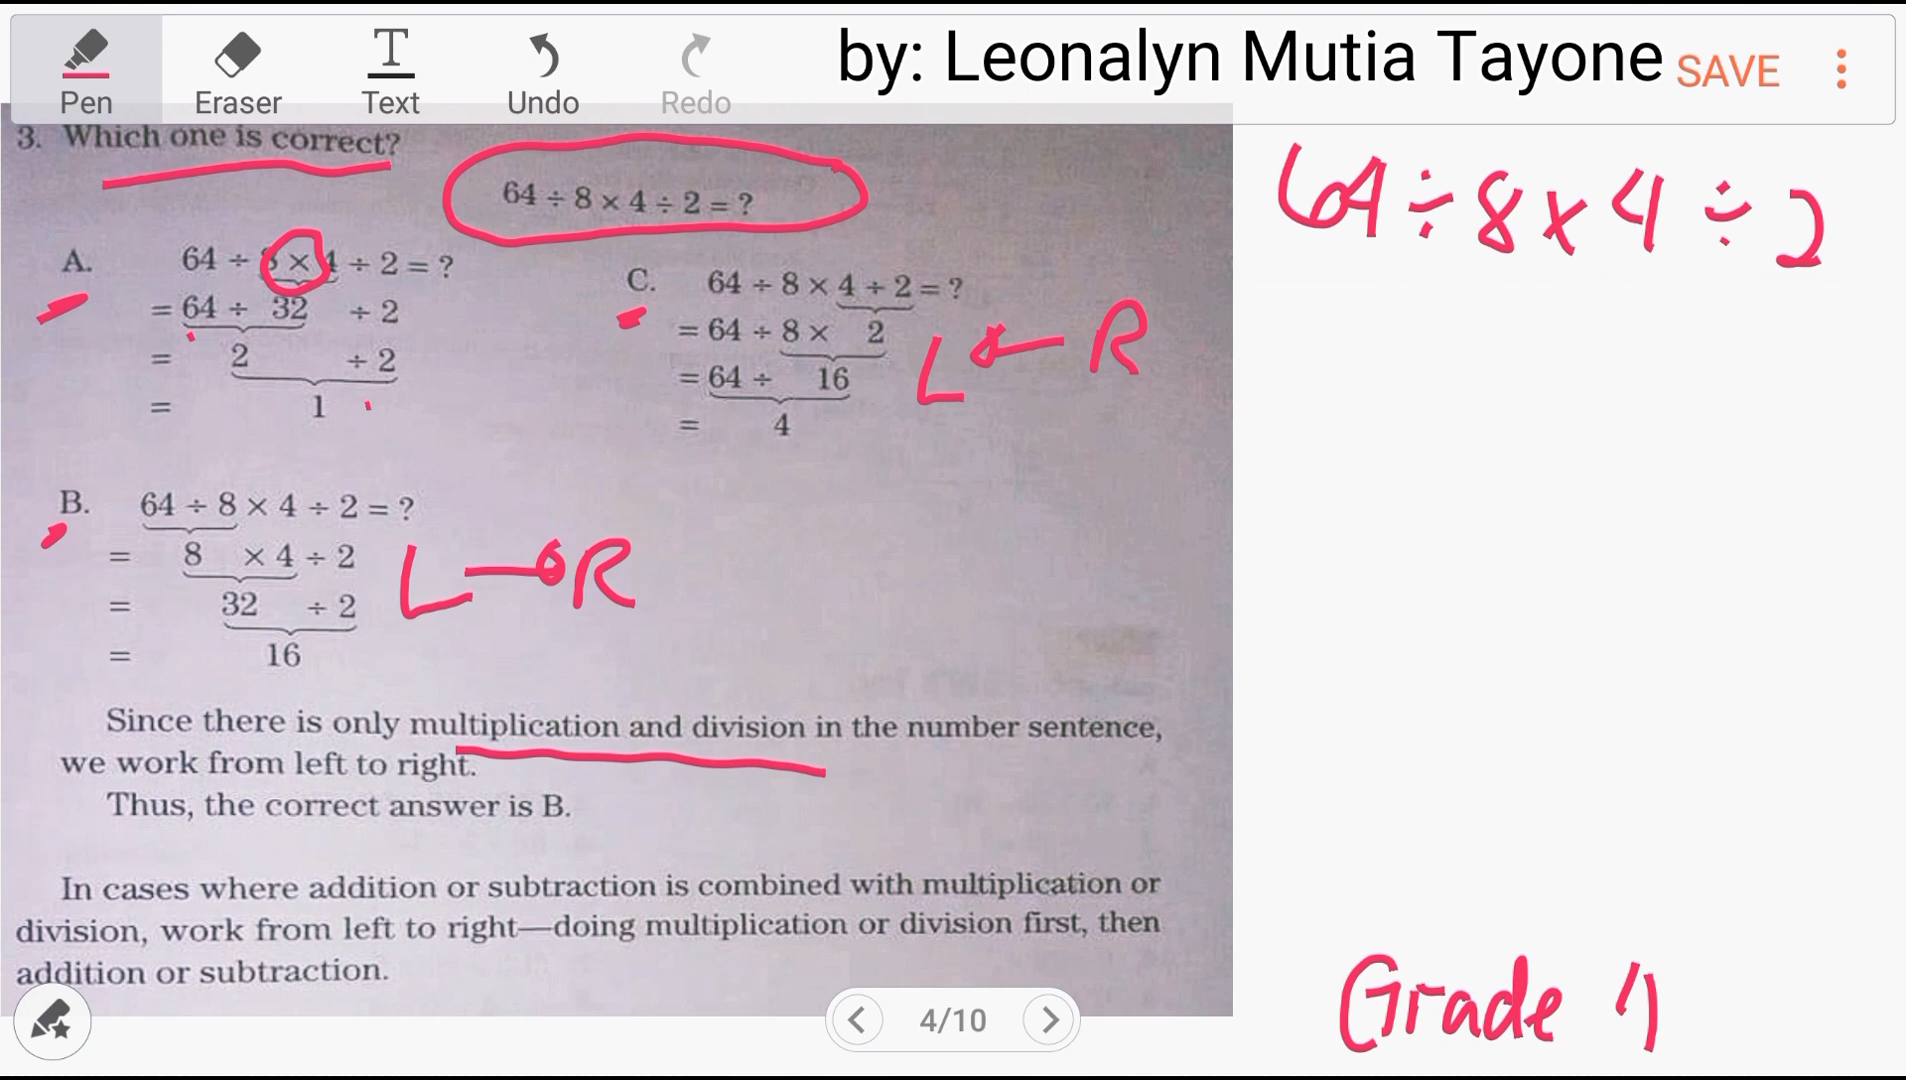 by: Leonalyn Mutia Tayone
SAVE
Pen Eraser Text Undo Redo
3. Which one is correct?
64 ÷ 8 × 4 ÷ 2 = ?
64 ÷ 8 × 4 ÷ 2
A. 64 ÷ 8 × 4 ÷ 2 = ?
= 64 ÷ 32 ÷ 2
= 2 ÷ 2
= 1
C. 64 ÷ 8 × 4 ÷ 2 = ?
= 64 ÷ 8 × 2
= 64 ÷ 16
= 4
L ← R
B. 64 ÷ 8 × 4 ÷ 2 = ?
= 8 × 4 ÷ 2
= 32 ÷ 2
= 16
L → R
Since there is only multiplication and division in the number sentence,
we work from left to right.
Thus, the correct answer is B.
In cases where addition or subtraction is combined with multiplication or
division, work from left to right—doing multiplication or division first, then
addition or subtraction.
4/10
Grade 4